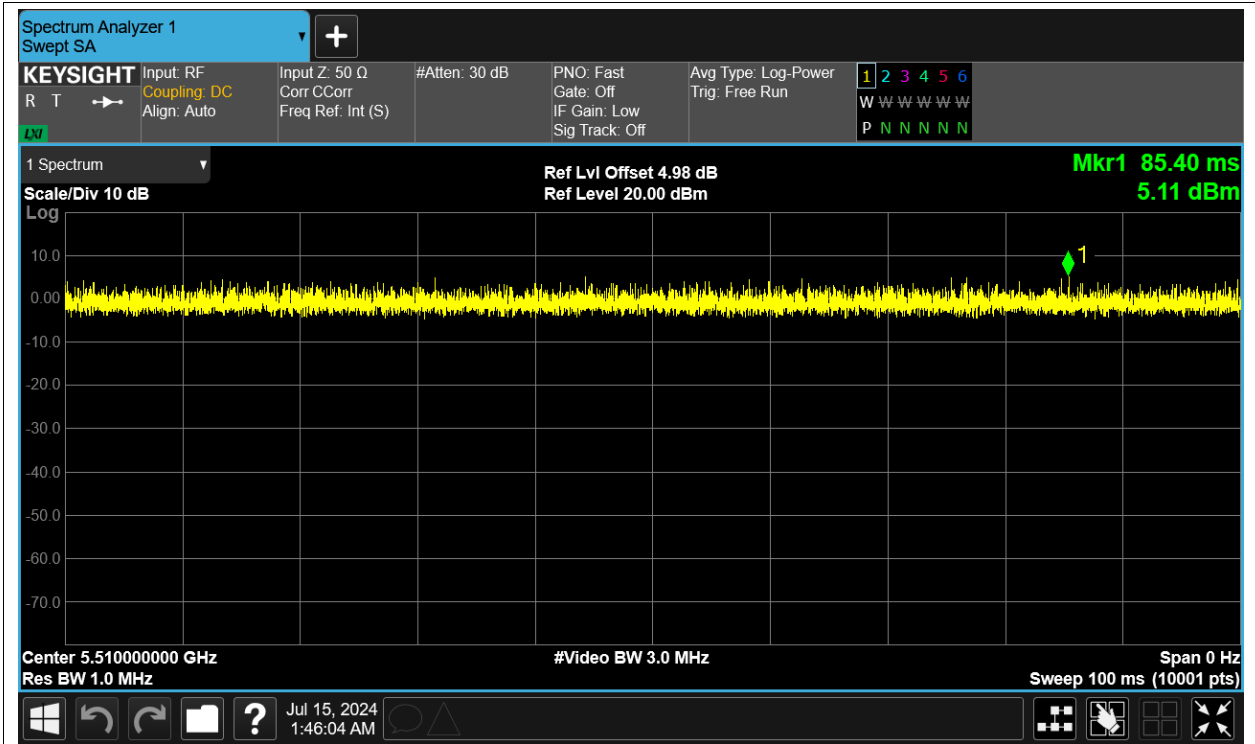 Spectrum Analyzer 1
Swept SA
KEYSIGHT
R T
LXI
Input: RF
Coupling: DC
Align: Auto
Input Z: 50 Ω
Corr CCorr
Freq Ref: Int (S)
#Atten: 30 dB
PNO: Fast
Gate: Off
IF Gain: Low
Sig Track: Off
Avg Type: Log-Power
Trig: Free Run
1 2 3 4 5 6
W W W W W W
P N N N N N
1 Spectrum
Scale/Div 10 dB
Ref Lvl Offset 4.98 dB
Ref Level 20.00 dBm
Mkr1 85.40 ms
5.11 dBm
Log
1
10.0
0.00
-10.0
-20.0
-30.0
-40.0
-50.0
-60.0
-70.0
Center 5.510000000 GHz
#Video BW 3.0 MHz
Span 0 Hz
Res BW 1.0 MHz
Sweep 100 ms (10001 pts)
?
Jul 15, 2024
1:46:04 AM